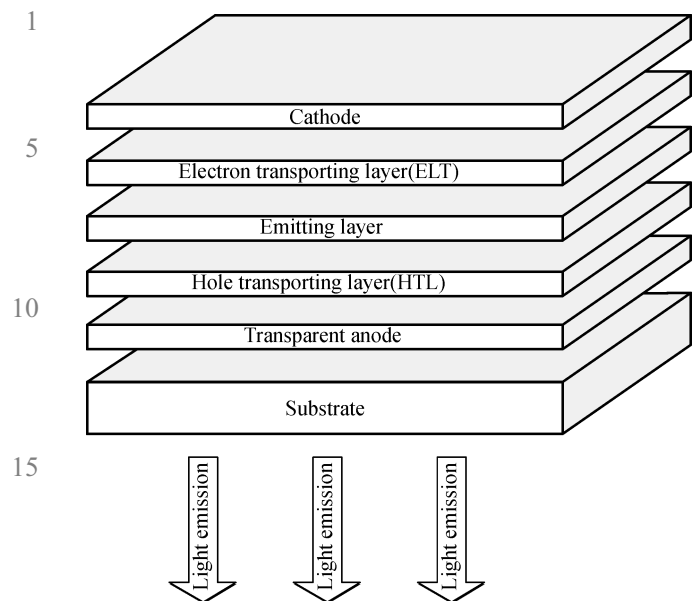 1
Cathode
5
Electron transporting layer(ELT)
Emitting layer
Hole transporting layer(HTL)
10
Transparent anode
Substrate
15
Light emission
Light emission
Light emission